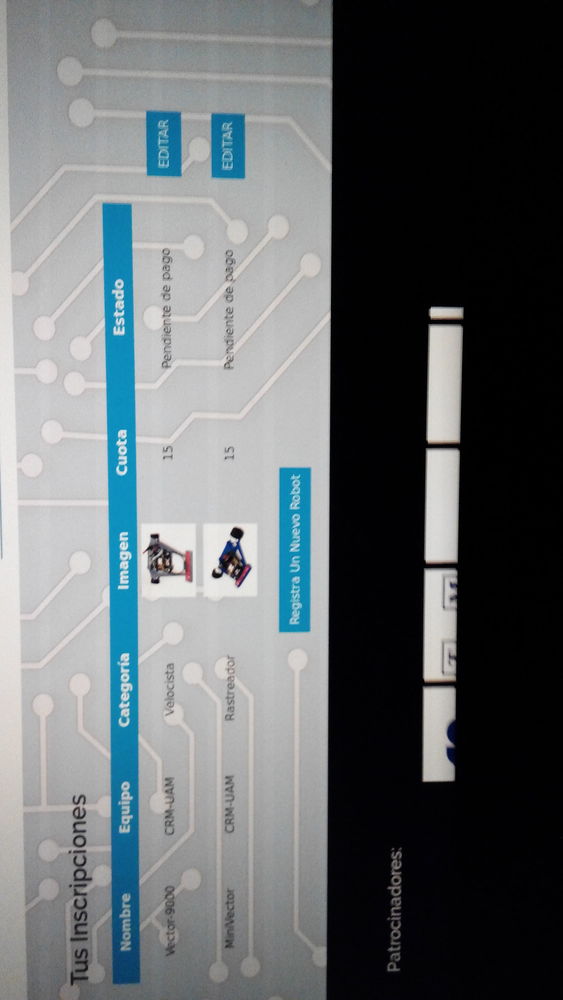 Tus Inscripciones
Nombre Equipo Categoría Imagen Cuota Estado
Vector-9000 CRM-UAM Velocista 15 Pendiente de pago EDITAR
MiniVector CRM-UAM Rastreador 15 Pendiente de pago EDITAR
Registra Un Nuevo Robot
Patrocinadores:
T M